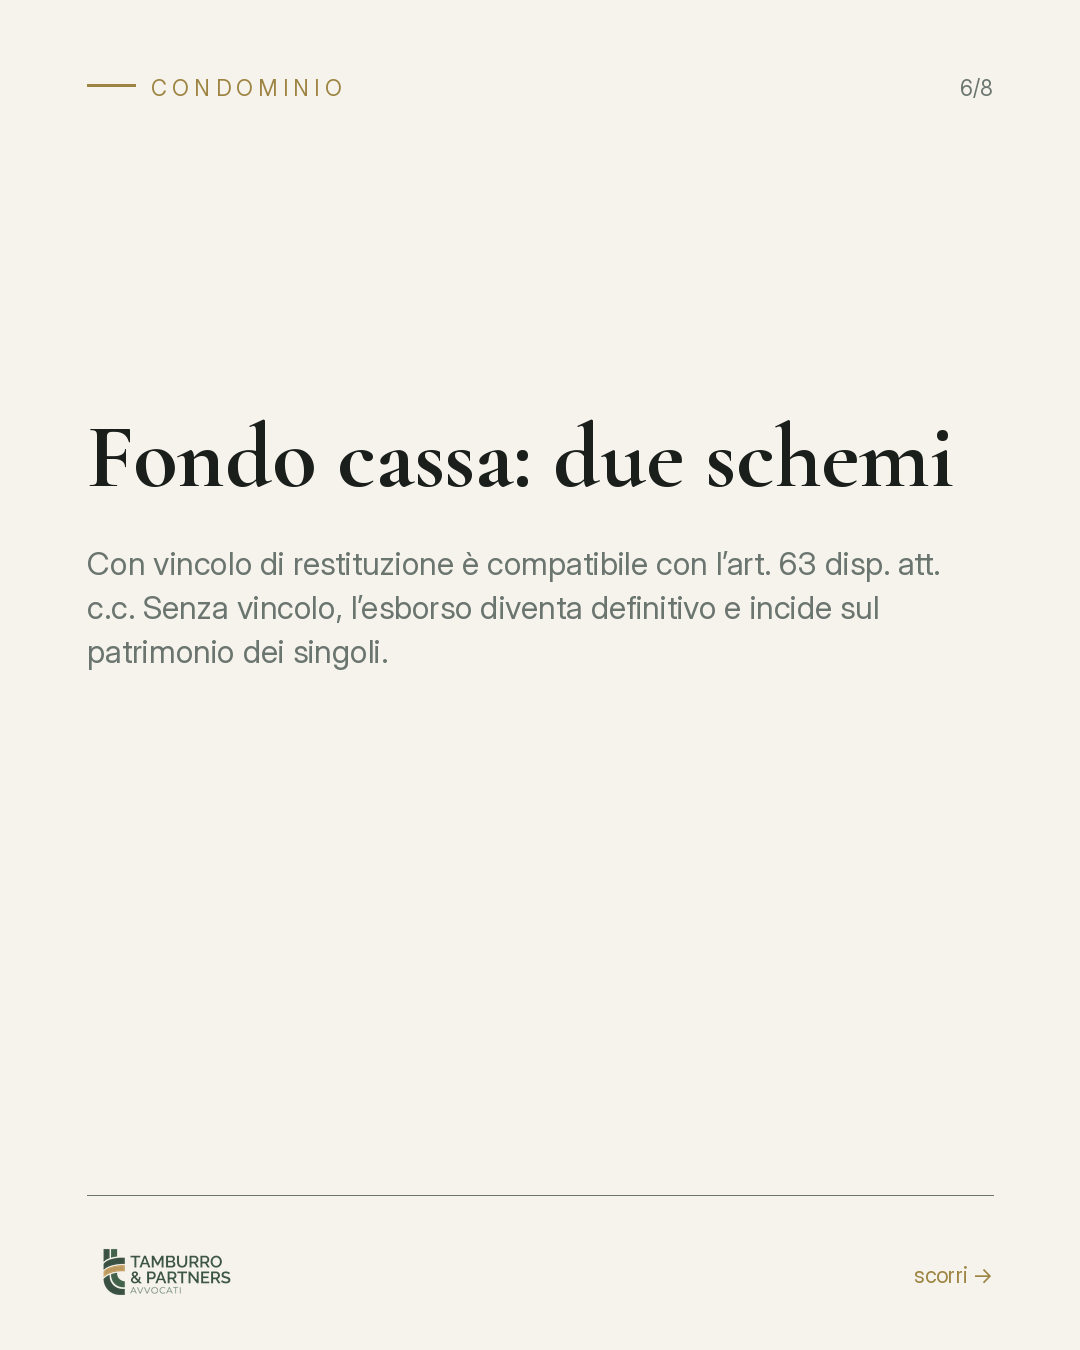 CONDOMINIO
6/8
Fondo cassa: due schemi
Con vincolo di restituzione è compatibile con l’art. 63 disp. att.
c.c. Senza vincolo, l’esborso diventa definitivo e incide sul
patrimonio dei singoli.
TAMBURRO
& PARTNERS
AVVOCATI
scorri →